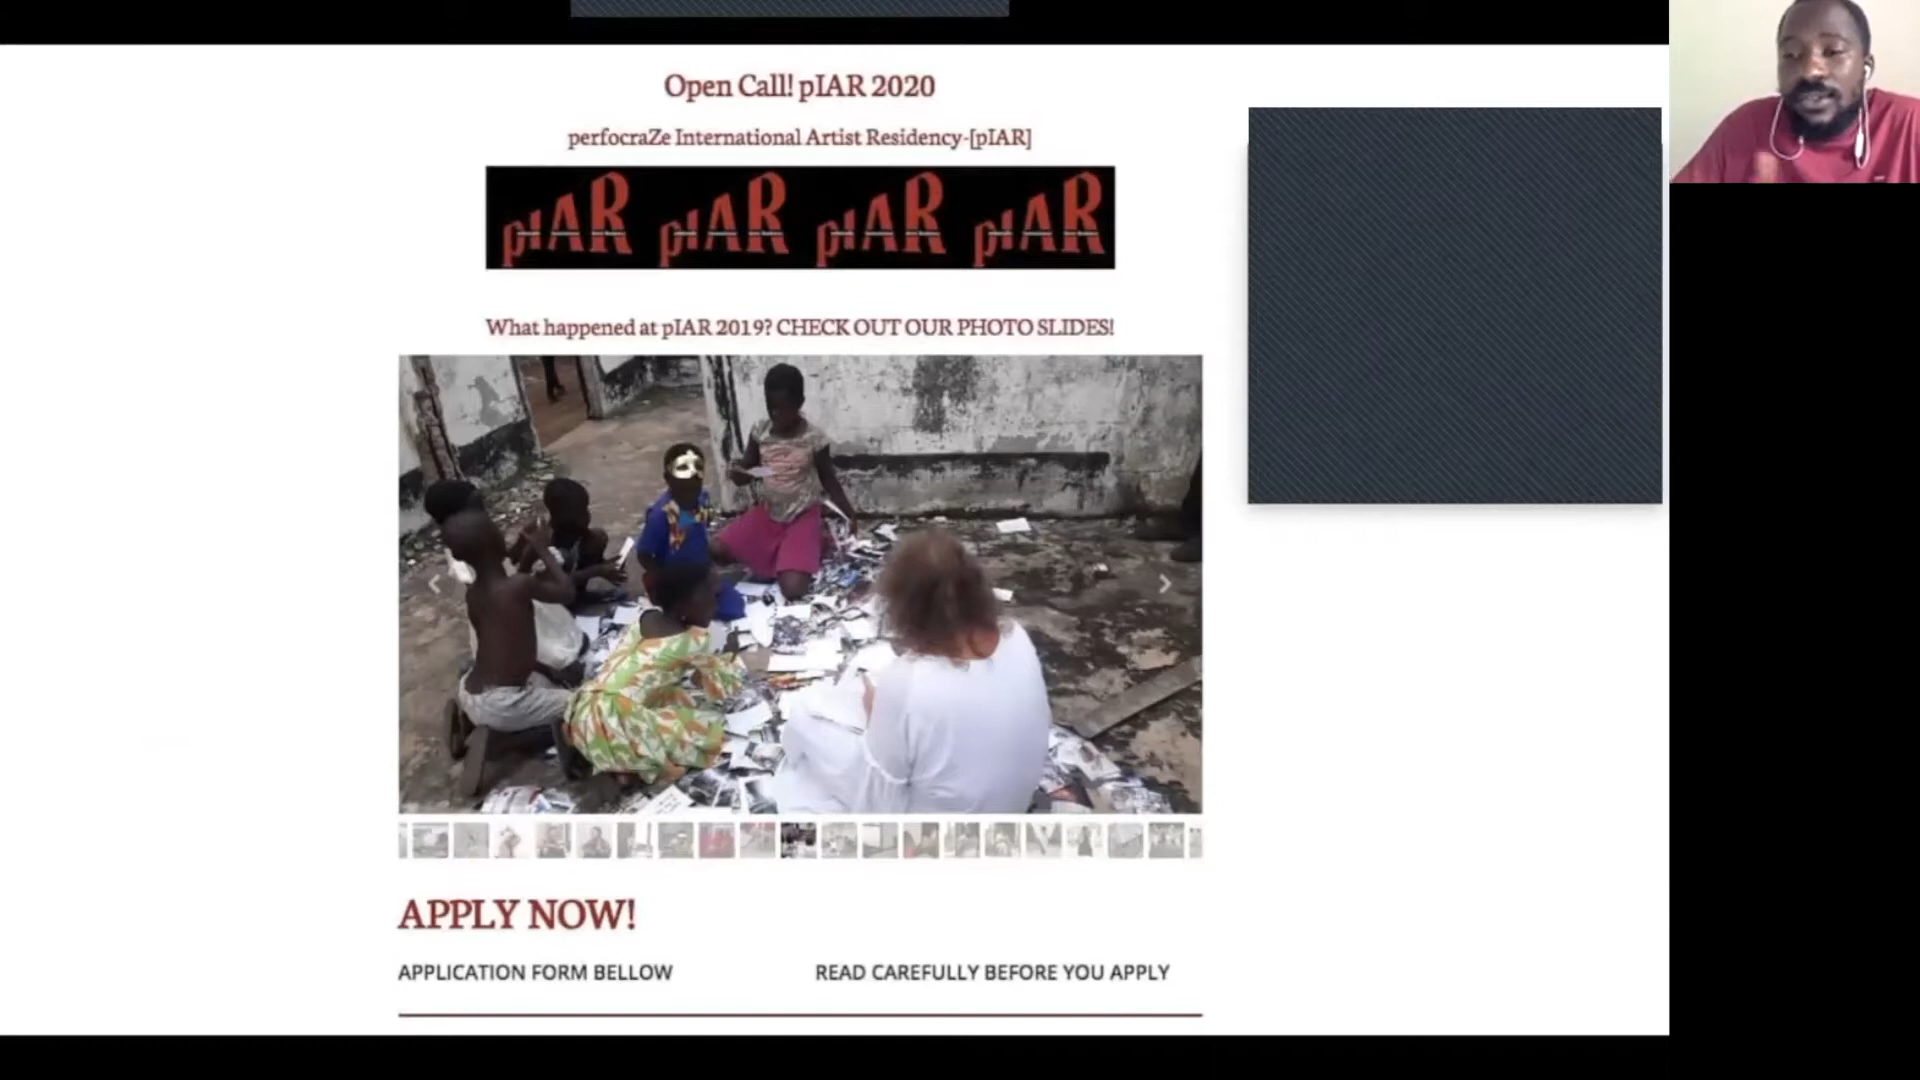 Open Call! pIAR 2020
perfocraZe International Artist Residency-[pIAR]
pIAR pIAR pIAR pIAR
What happened at pIAR 2019? CHECK OUT OUR PHOTO SLIDES!
APPLY NOW!
APPLICATION FORM BELLOW
READ CAREFULLY BEFORE YOU APPLY